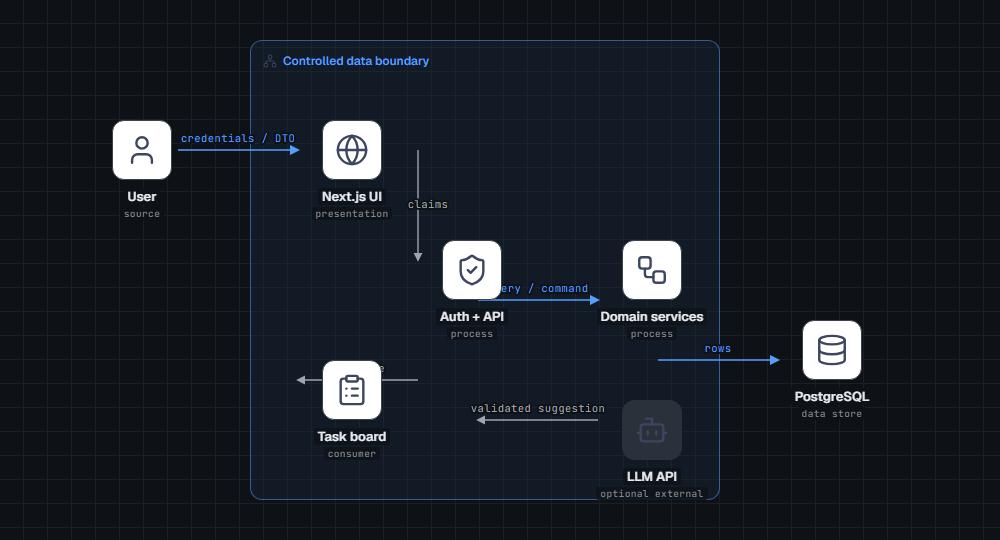 Controlled data boundary
credentials / DTO
User
source
Next.js UI
presentation
claims
ery / command
Auth + API
process
Domain services
process
rows
PostgreSQL
data store
e
Task board
consumer
validated suggestion
LLM API
optional external